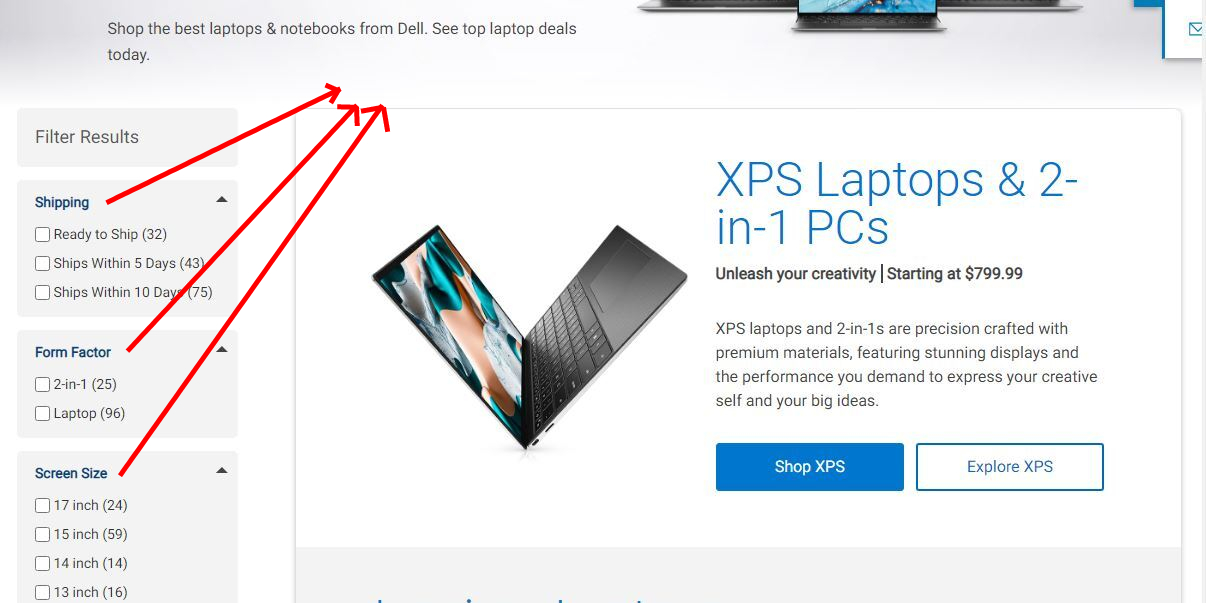 Shop the best laptops & notebooks from Dell. See top laptop deals
today.
Filter Results
Shipping
Ready to Ship (32)
Ships Within 5 Days (43)
Ships Within 10 Days (75)
Form Factor
2-in-1 (25)
Laptop (96)
Screen Size
17 inch (24)
15 inch (59)
14 inch (14)
13 inch (16)
XPS Laptops & 2-
in-1 PCs
Unleash your creativity | Starting at $799.99
XPS laptops and 2-in-1s are precision crafted with
premium materials, featuring stunning displays and
the performance you demand to express your creative
self and your big ideas.
Shop XPS
Explore XPS